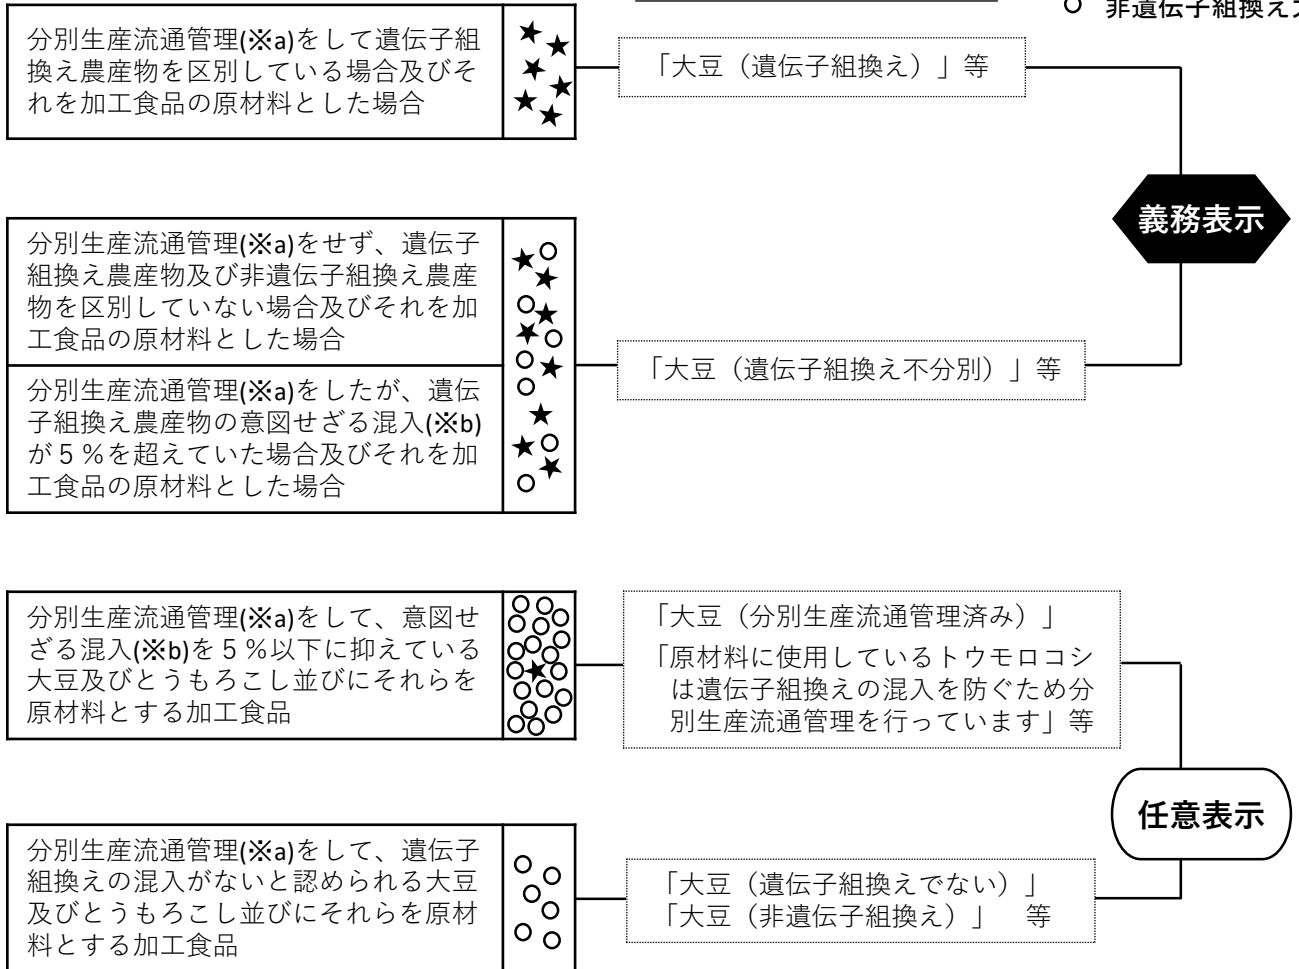 非遺伝子組換え
分別生産流通管理(※a)をして遺伝子組
換え農産物を区別している場合及びそ
れを加工食品の原材料とした場合
「大豆（遺伝子組換え）」等
義務表示
分別生産流通管理(※a)をせず、遺伝子
組換え農産物及び非遺伝子組換え農産
物を区別していない場合及びそれを加
工食品の原材料とした場合
「大豆（遺伝子組換え不分別）」等
分別生産流通管理(※a)をしたが、遺伝
子組換え農産物の意図せざる混入(※b)
が５％を超えていた場合及びそれを加
工食品の原材料とした場合
分別生産流通管理(※a)をして、意図せ
ざる混入(※b)を５％以下に抑えている
大豆及びとうもろこし並びにそれらを
原材料とする加工食品
「大豆（分別生産流通管理済み）」
「原材料に使用しているトウモロコシ
は遺伝子組換えの混入を防ぐため分
別生産流通管理を行っています」等
任意表示
分別生産流通管理(※a)をして、遺伝子
組換えの混入がないと認められる大豆
及びとうもろこし並びにそれらを原材
料とする加工食品
「大豆（遺伝子組換えでない）」
「大豆（非遺伝子組換え）」　等